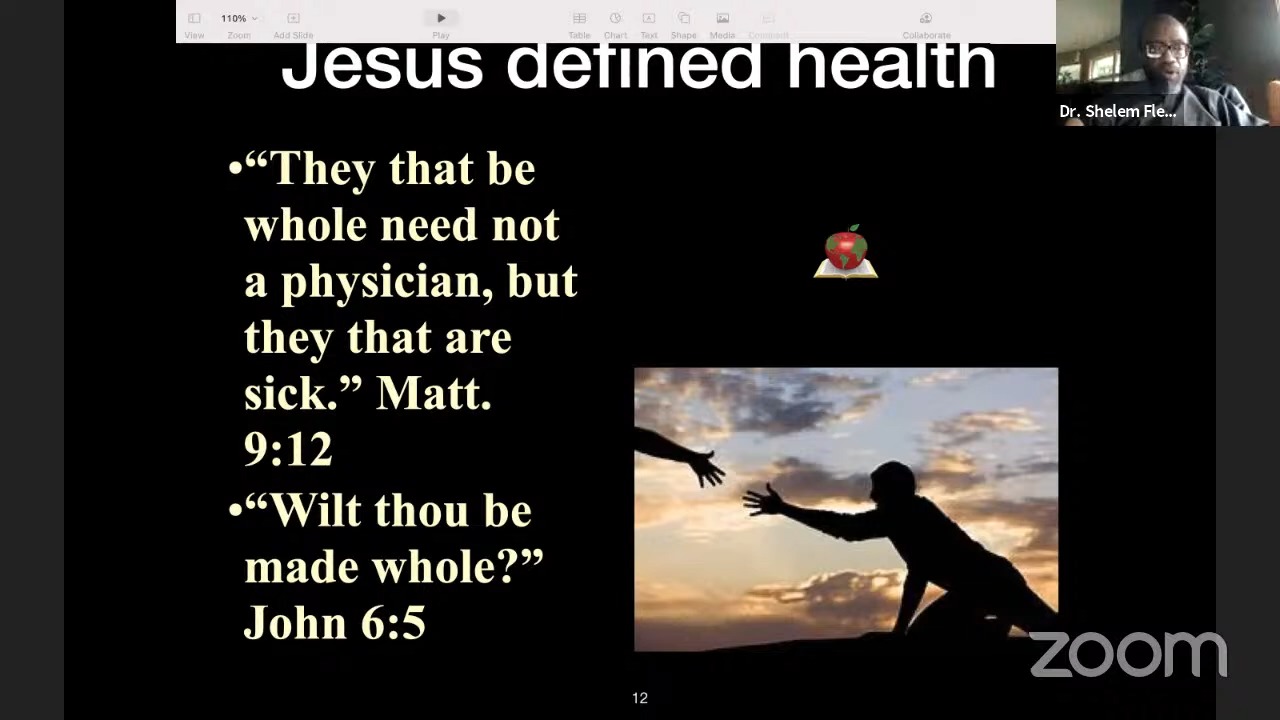 110%
View
Zoom
Add Slide
Play
Table
Chart
Text
Shape
Media
Comment
Collaborate
Jesus defined health
Dr. Shelem Fle...
•“They that be
whole need not
a physician, but
they that are
sick.” Matt.
9:12
•“Wilt thou be
made whole?”
John 6:5
zoom
12